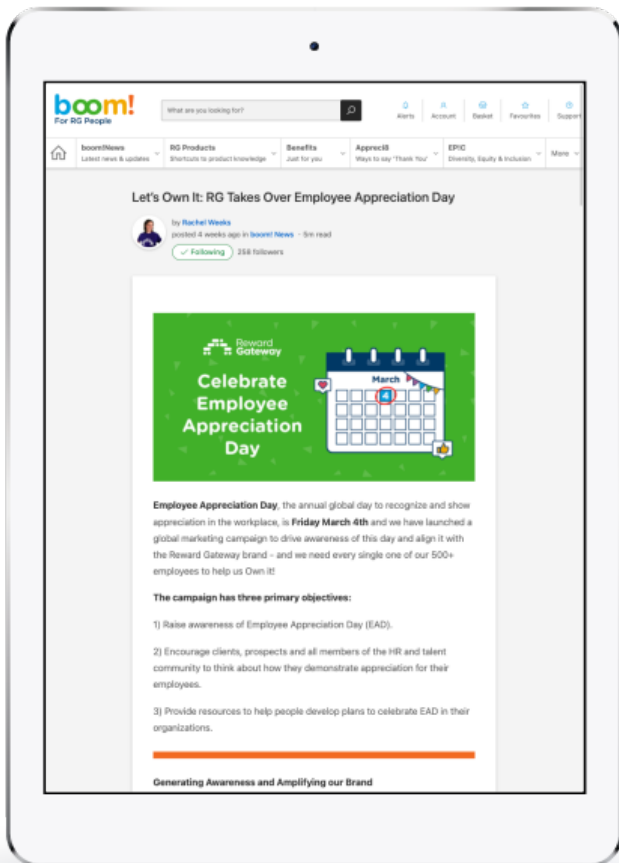 boom!
For RG People
What are you looking for?
Alerts
Account
Basket
Favourites
Support
boom!News
Latest news & updates
RG Products
Shortcuts to product knowledge
Benefits
Just for you
Appreci8
Ways to say 'Thank You'
EPIC
Diversity, Equity & Inclusion
More
Let's Own It: RG Takes Over Employee Appreciation Day
by Rachel Weeks
posted 4 weeks ago in boom! News - 5m read
Following
258 followers
Reward
Gateway
Celebrate
Employee
Appreciation
Day
March
4
Employee Appreciation Day, the annual global day to recognize and show
appreciation in the workplace, is Friday March 4th and we have launched a
global marketing campaign to drive awareness of this day and align it with
the Reward Gateway brand - and we need every single one of our 500+
employees to help us Own it!
The campaign has three primary objectives:
1) Raise awareness of Employee Appreciation Day (EAD).
2) Encourage clients, prospects and all members of the HR and talent
community to think about how they demonstrate appreciation for their
employees.
3) Provide resources to help people develop plans to celebrate EAD in their
organizations.
Generating Awareness and Amplifying our Brand